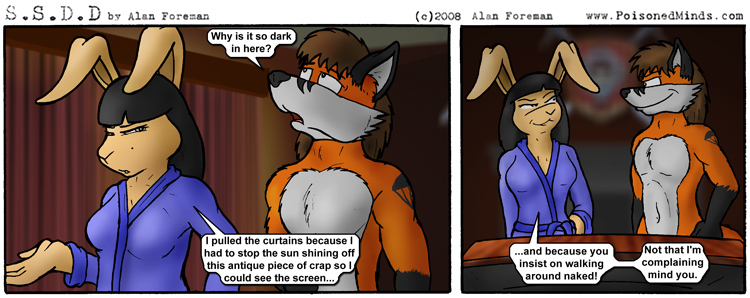 S.S.D.D by Alan Foreman (c)2008 Alan Foreman www.PoisonedMinds.com
Why is it so dark
in here?
I pulled the curtains because I
had to stop the sun shining off
this antique piece of crap so I
could see the screen...
...and because you
insist on walking
around naked!
Not that I'm
complaining
mind you.